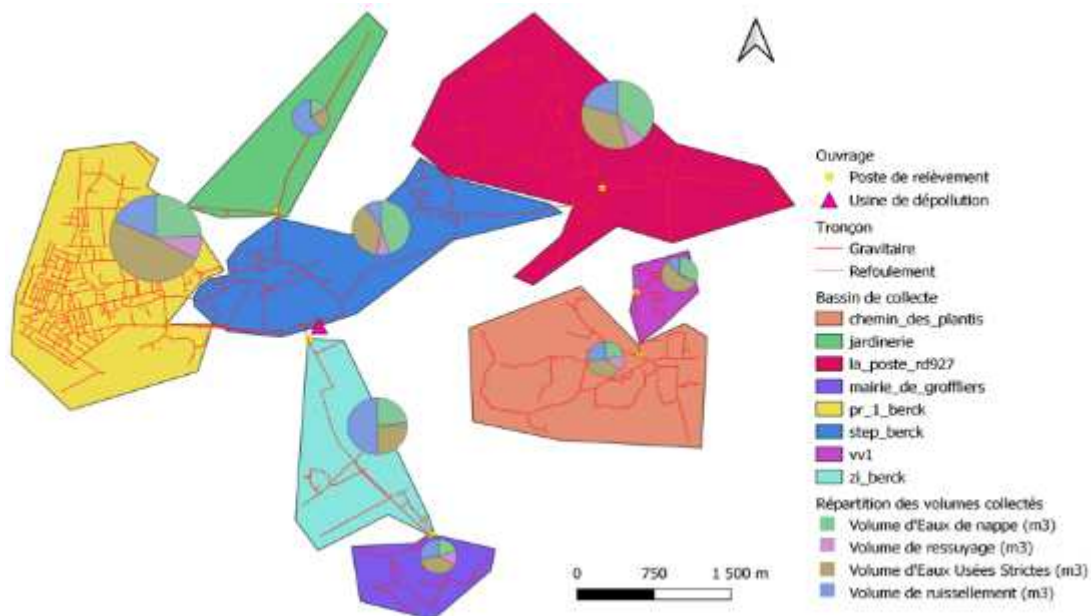 Ouvrage
Poste de relèvement
Usine de dépollution
Tronçon
Gravitaire
Refoulement
Bassin de collecte
chemin_des_plantis
jardinerie
la_poste_rd927
mairie_de_groffliers
pr_1_berck
step_berck
vv1
zi_berck
Répartition des volumes collectés
Volume d'Eaux de nappe (m3)
Volume de ressuyage (m3)
Volume d'Eaux Usées Strictes (m3)
Volume de ruissellement (m3)
0 750 1 500 m